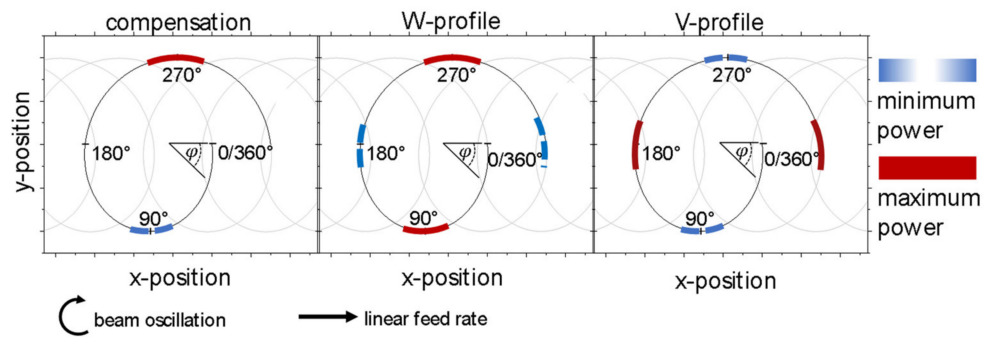 compensation
W-profile
V-profile
270°
180°
φ
0/360°
90°
270°
180°
φ
0/360°
90°
270°
180°
φ
0/360°
90°
y-position
x-position
x-position
x-position
minimum
power
maximum
power
beam oscillation
linear feed rate